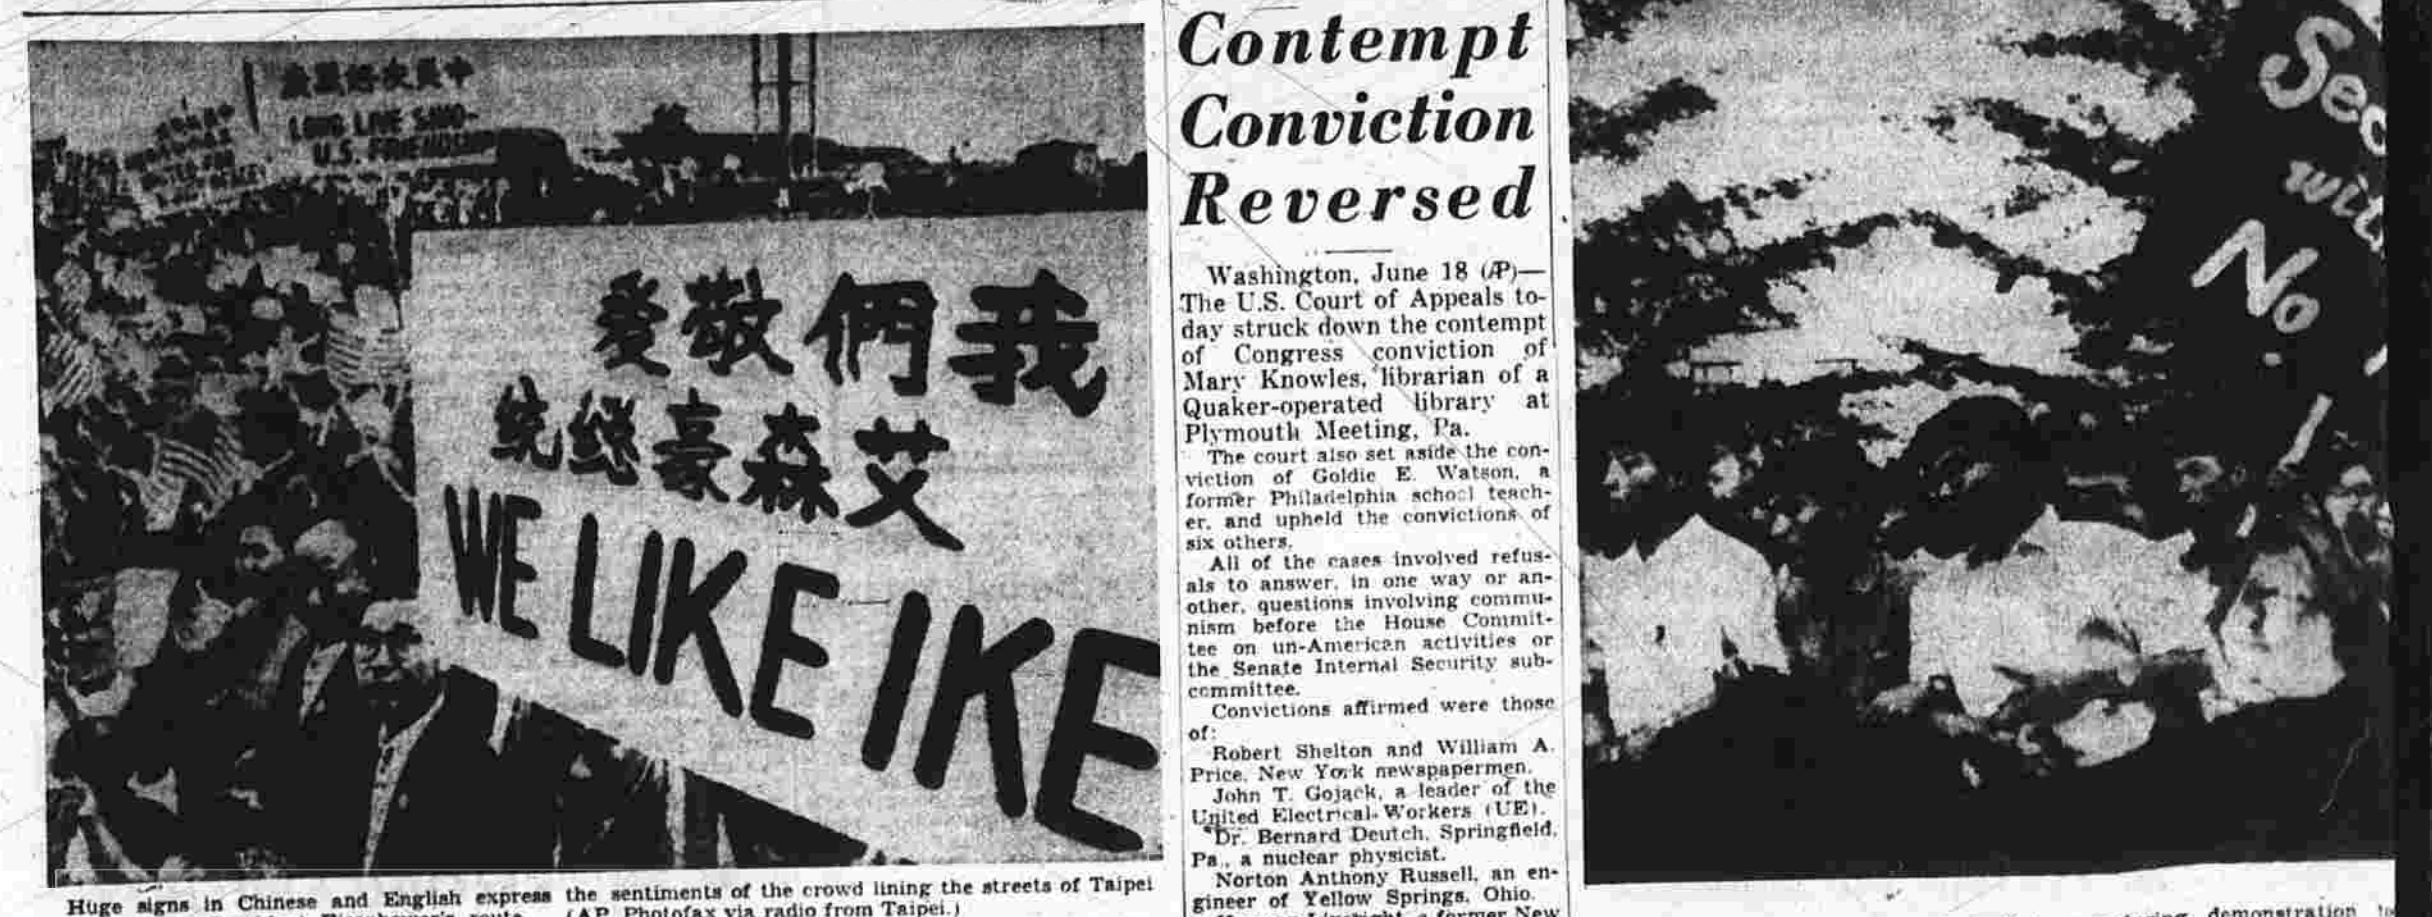 中美友好萬歲
LONG LIVE SINO-
U.S. FRIENDSHIP
我們敬愛
艾森豪總統
WE LIKE IKE
Huge signs in Chinese and English express the sentiments of the crowd lining the streets of Taipei
Eisenhower's route. (AP Photofax via radio from Taipei.)
Contempt
Conviction
Reversed
Washington, June 18 (AP)—
The U.S. Court of Appeals to-
day struck down the contempt
of Congress conviction of
Mary Knowles, librarian of a
Quaker-operated library at
Plymouth Meeting, Pa.
The court also set aside the con-
viction of Goldie E. Watson, a
former Philadelphia school teach-
er, and upheld the convictions of
six others.
All of the cases involved refus-
als to answer, in one way or an-
other, questions involving commu-
nism before the House Commit-
tee on un-American activities or
the Senate Internal Security sub-
committee.
Convictions affirmed were those
of:
Robert Shelton and William A.
Price, New York newspapermen.
John T. Gojack, a leader of the
United Electrical Workers (UE).
Dr. Bernard Deutch, Springfield,
Pa., a nuclear physicist.
Norton Anthony Russell, an en-
gineer of Yellow Springs, Ohio.
a former New
Sec
with
No
demonstration